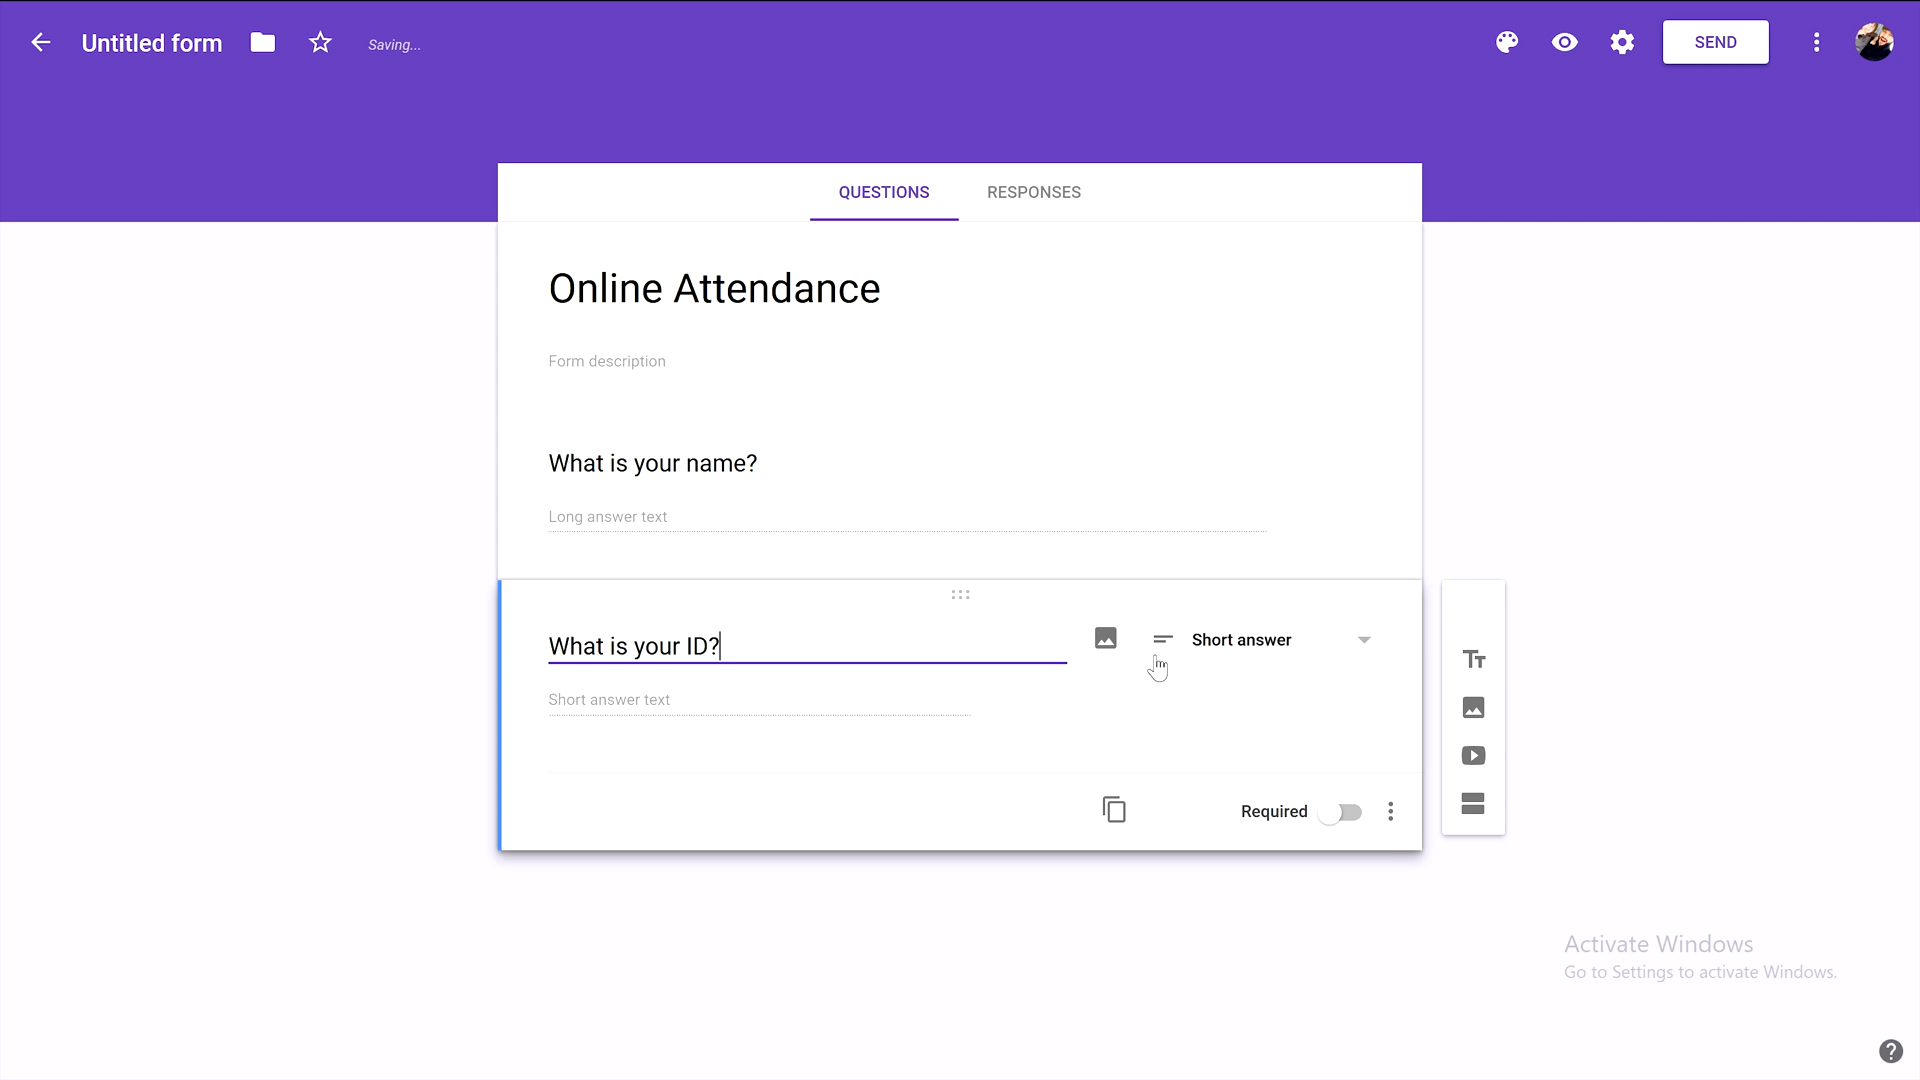 Untitled form
Saving...
SEND
QUESTIONS
RESPONSES
Online Attendance
Form description
What is your name?
Long answer text
What is your ID?
Short answer
Short answer text
Required
Activate Windows
Go to Settings to activate Windows.